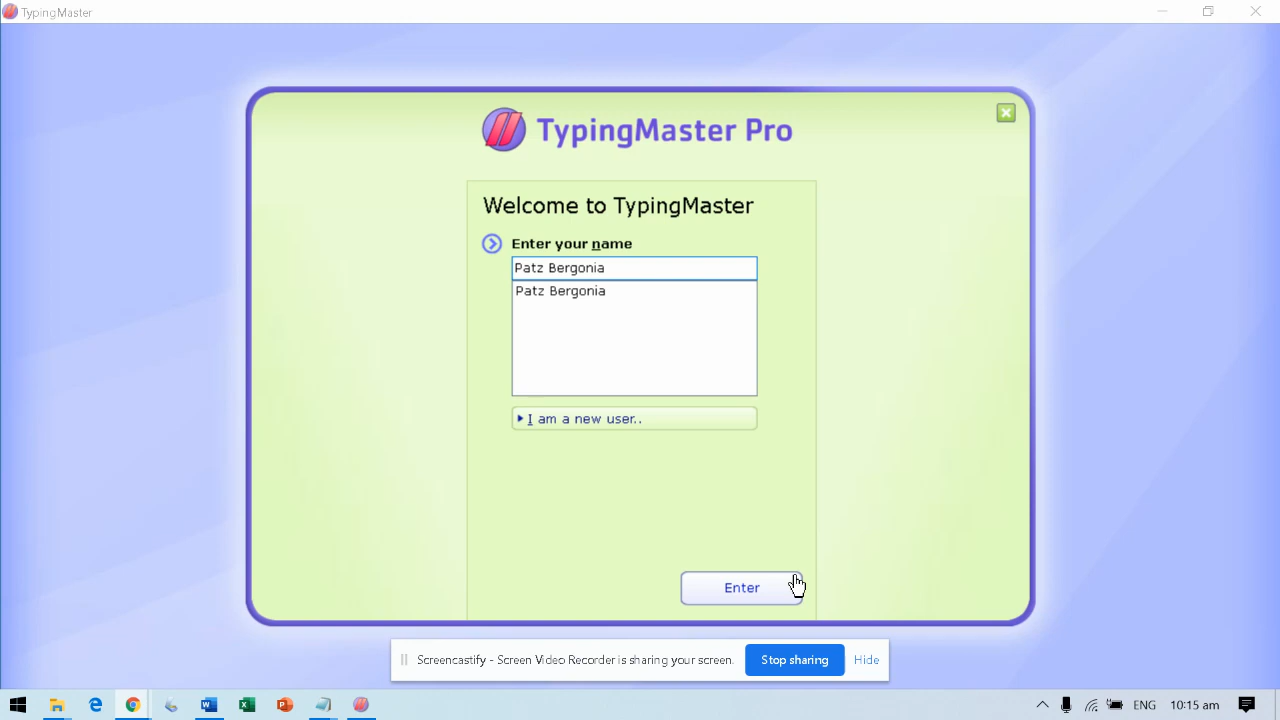 TypingMaster
TypingMaster Pro
Welcome to TypingMaster
Enter your name
Patz Bergonia
Patz Bergonia
I am a new user..
Enter
Screencastify - Screen Video Recorder is sharing your screen.
Stop sharing
Hide
ENG
10:15 am